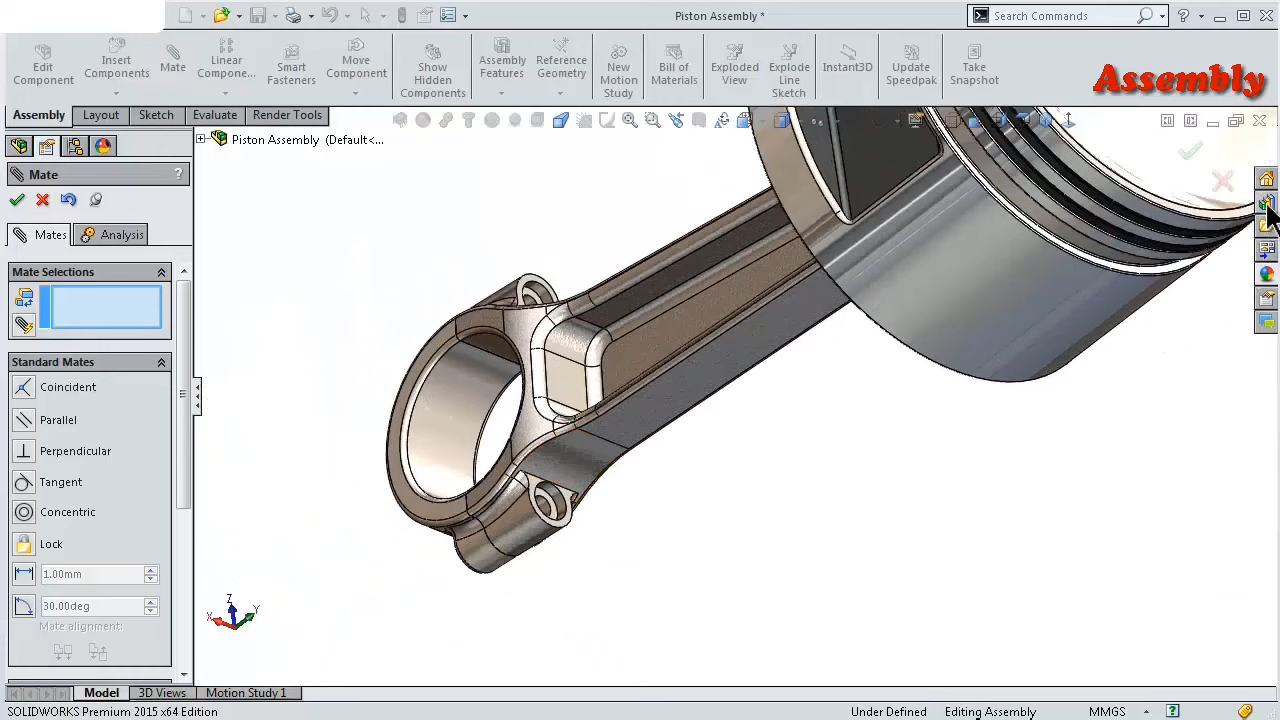 Piston Assembly *
Search Commands
?
Edit Component
Insert Components
Mate
Linear Compone...
Smart Fasteners
Move Component
Show Hidden Components
Assembly Features
Reference Geometry
New Motion Study
Bill of Materials
Exploded View
Explode Line Sketch
Instant3D
Update Speedpak
Take Snapshot
Assembly
Assembly
Layout
Sketch
Evaluate
Render Tools
Piston Assembly (Default<...
Mate
?
Mates
Analysis
Mate Selections
Standard Mates
Coincident
Parallel
Perpendicular
Tangent
Concentric
Lock
1.00mm
30.00deg
Mate alignment:
Z
X
Y
Model
3D Views
Motion Study 1
SOLIDWORKS Premium 2015 x64 Edition
Under Defined
Editing Assembly
MMGS
?